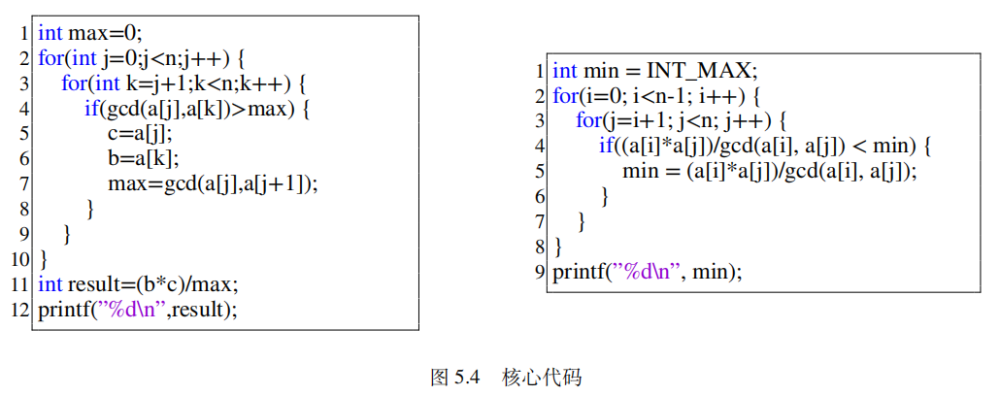 1 int max=0;
2 for(int j=0;j<n;j++) {
3 for(int k=j+1;k<n;k++) {
4 if(gcd(a[j],a[k])>max) {
5 c=a[j];
6 b=a[k];
7 max=gcd(a[j],a[j+1]);
8 }
9 }
10 }
11 int result=(b*c)/max;
12 printf(”%d\n”,result);
1 int min = INT_MAX;
2 for(i=0; i<n-1; i++) {
3 for(j=i+1; j<n; j++) {
4 if((a[i]*a[j])/gcd(a[i], a[j]) < min) {
5 min = (a[i]*a[j])/gcd(a[i], a[j]);
6 }
7 }
8 }
9 printf(”%d\n”, min);
图 5.4 核心代码